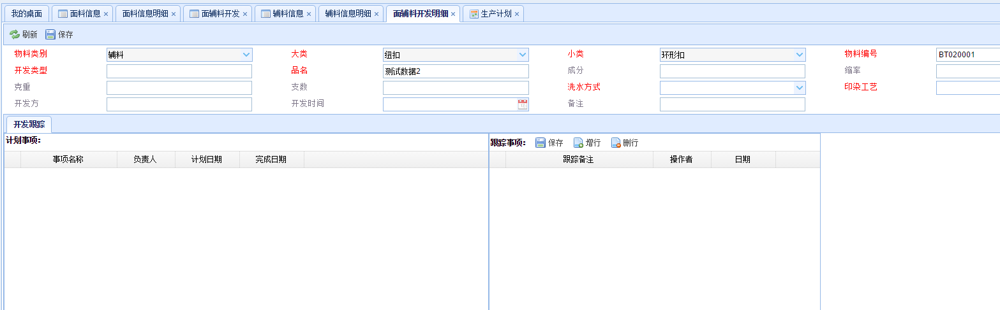 我的桌面 面料信息 面料信息明细 面辅料开发 辅料信息 辅料信息明细 面辅料开发明细 生产计划
刷新 保存
物料类别 辅料 大类 纽扣 小类 环形扣 物料编号 BT020001
开发类型 品名 测试数据2 成分 缩率
克重 支数 洗水方式 印染工艺
开发方 开发时间 备注
开发跟踪
计划事项: 跟踪事项: 保存 增行 删行
事项名称 负责人 计划日期 完成日期 跟踪备注 操作者 日期